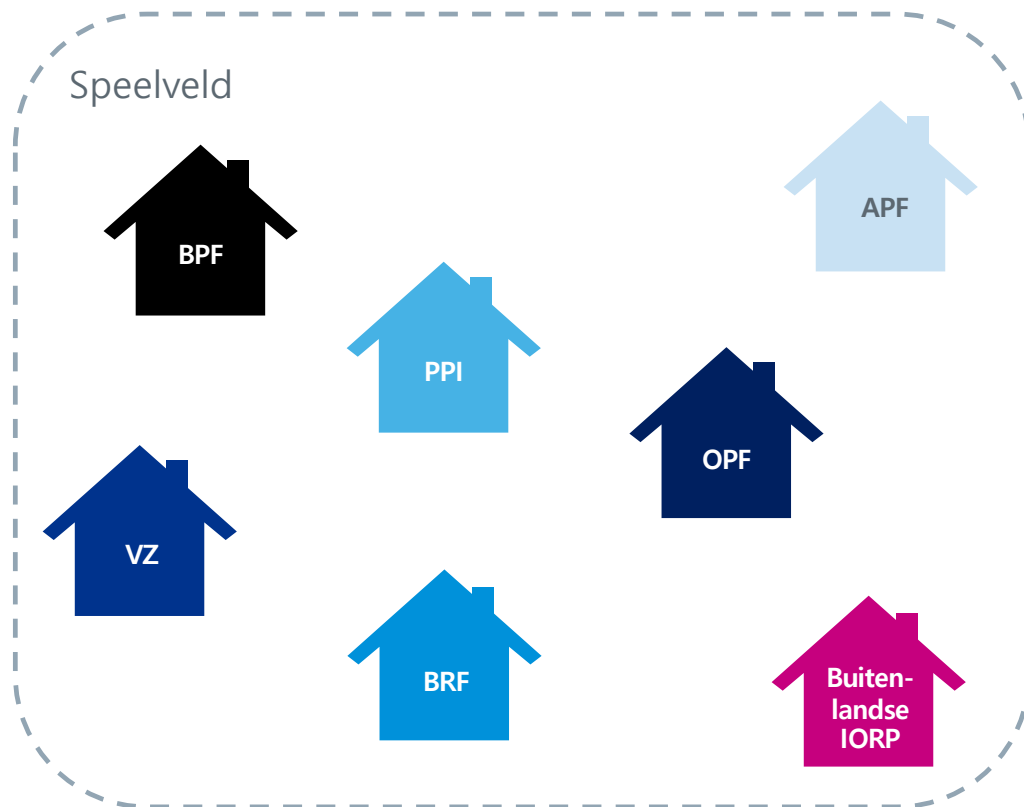 Speelveld
APF
BPF
PPI
OPF
VZ
BRF
Buiten-
landse
IORP